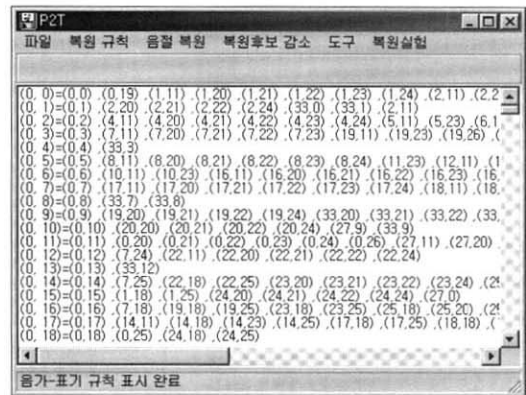 P2T
파일 복원 규칙 음절 복원 복원후보 감소 도구 복원실험
(0, 0)=(0,0) ,(0,19) ,(1,11) ,(1,20) ,(1,21) ,(1,22) ,(1,23) ,(1,24) ,(2,11) ,(2,2
(0, 1)=(0,1) ,(2,20) ,(2,21) ,(2,22) ,(2,24) ,(33,0) ,(33,1) ,(2,11)
(0, 2)=(0,2) ,(4,11) ,(4,20) ,(4,21) ,(4,22) ,(4,23) ,(4,24) ,(5,11) ,(5,23) ,(6,1
(0, 3)=(0,3) ,(7,11) ,(7,20) ,(7,21) ,(7,22) ,(7,23) ,(19,11) ,(19,23) ,(19,26) ,(
(0, 4)=(0,4) ,(33,3)
(0, 5)=(0,5) ,(8,11) ,(8,20) ,(8,21) ,(8,22) ,(8,23) ,(8,24) ,(11,23) ,(12,11) ,(1
(0, 6)=(0,6) ,(10,11) ,(10,23) ,(16,11) ,(16,20) ,(16,21) ,(16,22) ,(16,23) ,(16,
(0, 7)=(0,7) ,(17,11) ,(17,20) ,(17,21) ,(17,22) ,(17,23) ,(17,24) ,(18,11) ,(18,
(0, 8)=(0,8) ,(33,7) ,(33,8)
(0, 9)=(0,9) ,(19,20) ,(19,21) ,(19,22) ,(19,24) ,(33,20) ,(33,21) ,(33,22) ,(33,
(0, 10)=(0,10) ,(20,20) ,(20,21) ,(20,22) ,(20,24) ,(27,9) ,(33,9)
(0, 11)=(0,11) ,(0,20) ,(0,21) ,(0,22) ,(0,23) ,(0,24) ,(0,26) ,(27,11) ,(27,20) ,
(0, 12)=(0,12) ,(7,24) ,(22,11) ,(22,20) ,(22,21) ,(22,22) ,(22,24)
(0, 13)=(0,13) ,(33,12)
(0, 14)=(0,14) ,(7,25) ,(22,18) ,(22,25) ,(23,20) ,(23,21) ,(23,22) ,(23,24) ,(25
(0, 15)=(0,15) ,(1,18) ,(1,25) ,(24,20) ,(24,21) ,(24,22) ,(24,24) ,(27,0)
(0, 16)=(0,16) ,(7,18) ,(19,18) ,(19,25) ,(23,18) ,(23,25) ,(25,18) ,(25,20) ,(25
(0, 17)=(0,17) ,(14,11) ,(14,18) ,(14,23) ,(14,25) ,(17,18) ,(17,25) ,(18,18) ,(
(0, 18)=(0,18) ,(0,25) ,(24,18) ,(24,25)
음가-표기 규칙 표시 완료